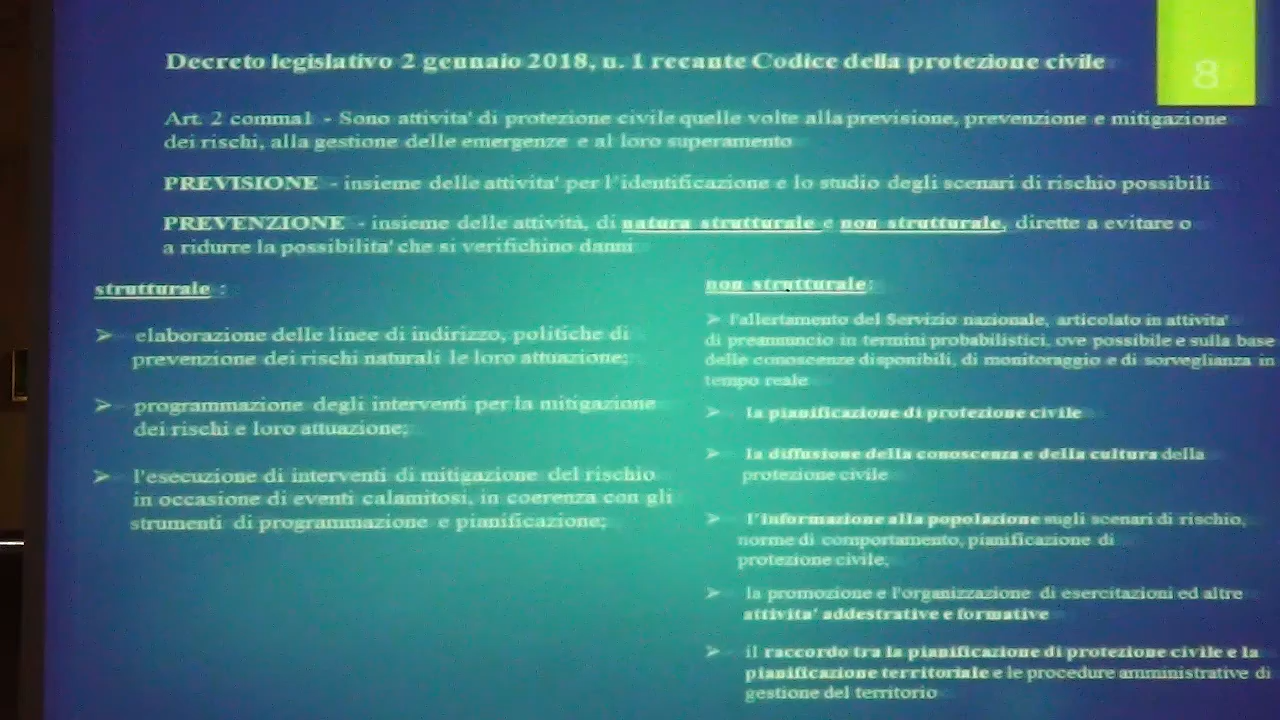 8
Decreto legislativo 2 gennaio 2018, n. 1 recante Codice della protezione civile
Art. 2 comma1 - Sono attivita' di protezione civile quelle volte alla previsione, prevenzione e mitigazione
dei rischi, alla gestione delle emergenze e al loro superamento
PREVISIONE - insieme delle attivita' per l'identificazione e lo studio degli scenari di rischio possibili
PREVENZIONE - insieme delle attività, di natura strutturale e non strutturale, dirette a evitare o
a ridurre la possibilita' che si verifichino danni
strutturale :
➢ elaborazione delle linee di indirizzo, politiche di
prevenzione dei rischi naturali le loro attuazione;
➢ programmazione degli interventi per la mitigazione
dei rischi e loro attuazione;
➢ l'esecuzione di interventi di mitigazione del rischio
in occasione di eventi calamitosi, in coerenza con gli
strumenti di programmazione e pianificazione;
non strutturale:
➢ l'allertamento del Servizio nazionale, articolato in attivita'
di preannuncio in termini probabilistici, ove possibile e sulla base
delle conoscenze disponibili, di monitoraggio e di sorveglianza in
tempo reale
➢ la pianificazione di protezione civile
➢ la diffusione della conoscenza e della cultura della
protezione civile
➢ l'informazione alla popolazione sugli scenari di rischio,
norme di comportamento, pianificazione di
protezione civile,
➢ la promozione e l'organizzazione di esercitazioni ed altre
attivita' addestrative e formative
➢ il raccordo tra la pianificazione di protezione civile e la
pianificazione territoriale e le procedure amministrative di
gestione del territorio